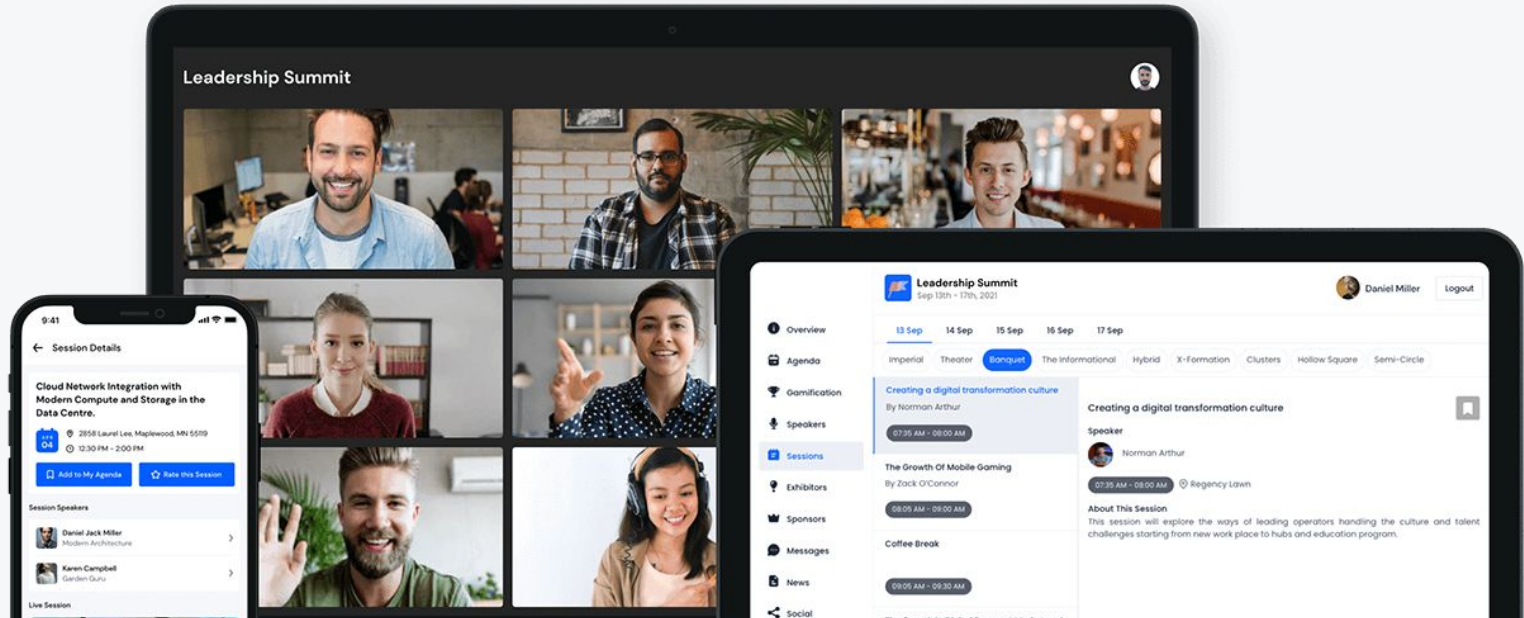 Leadership Summit
9:41
Session Details
Cloud Network Integration with
Modern Compute and Storage in the
Data Centre.
APR
04
2858 Laurel Lee, Maplewood, MN 55119
12:30 PM - 2:00 PM
Add to My Agenda
Rate this Session
Session Speakers
Daniel Jack Miller
Modern Architecture
Karen Campbell
Garden Guru
Live Session
Leadership Summit
Sep 13th - 17th, 2021
Daniel Miller
Logout
Overview
Agenda
Gamification
Speakers
Sessions
Exhibitors
Sponsors
Messages
News
Social
13 Sep
14 Sep
15 Sep
16 Sep
17 Sep
Imperial
Theater
Banquet
The Informational
Hybrid
X-Formation
Clusters
Hollow Square
Semi-Circle
Creating a digital transformation culture
By Norman Arthur
07:35 AM - 08:00 AM
The Growth Of Mobile Gaming
By Zack O'Connor
08:05 AM - 09:00 AM
Coffee Break
09:05 AM - 09:30 AM
Creating a digital transformation culture
Speaker
Norman Arthur
07:35 AM - 08:00 AM
Regency Lawn
About This Session
This session will explore the ways of leading operators handling the culture and talent
challenges starting from new work place to hubs and education program.